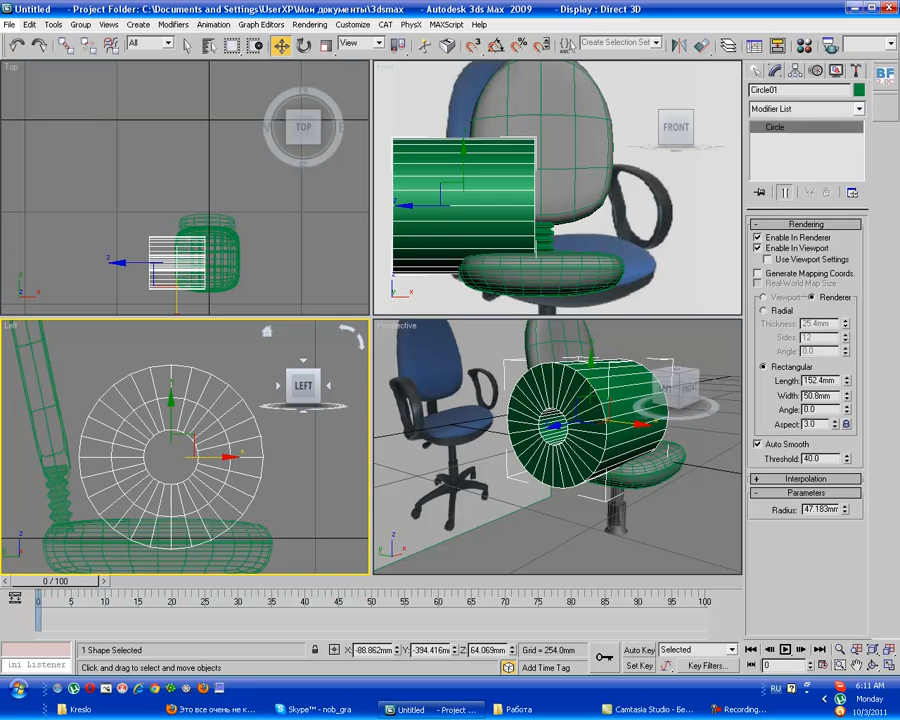 Untitled - Project Folder: C:\Documents and Settings\UserXP\Мои документы\3dsmax - Autodesk 3ds Max 2009 - Display : Direct 3D
File Edit Tools Group Views Create Modifiers Animation Graph Editors Rendering Customize CAT PhysX MAXScript Help
All
View
Create Selection Set
Top
TOP
Front
FRONT
Left
LEFT
Perspective
z
x
y
BF
Circle01
Modifier List
Circle
- Rendering
Enable In Renderer
Enable In Viewport
Use Viewport Settings
Generate Mapping Coords.
Real-World Map Size
Viewport Renderer
Radial
Thickness: 25.4mm
Sides: 12
Angle: 0.0
Rectangular
Length: 152.4mm
Width: 50.8mm
Angle: 0.0
Aspect: 3.0
Auto Smooth
Threshold: 40.0
+ Interpolation
- Parameters
Radius: 47.183mm
< 0 / 100 >
0 5 10 15 20 25 30 35 40 45 50 55 60 65 70 75 80 85 90 95 100
1 Shape Selected X: -88.862mm Y: -394.416m Z: 64.069mm Grid = 254.0mm Auto Key Selected
ini Listener Click and drag to select and move objects Add Time Tag Set Key Key Filters... 0
RU 6:11 AM
Monday
10/3/2011
Kreslo Это все очень не к... Skype™ - nob_gra Untitled - Project ... Работа Camtasia Studio - Бе... Recording...